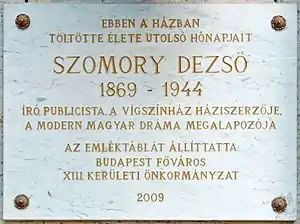 EBBEN A HÁZBAN
TÖLTÖTTE ÉLETE UTOLSÓ HÓNAPJAIT
SZOMORY DEZSŐ
1869 - 1944
ÍRÓ PUBLICISTA, A VÍGSZÍNHÁZ HÁZISZERZŐJE,
A MODERN MAGYAR DRÁMA MEGALAPOZÓJA
AZ EMLÉKTÁBLÁT ÁLLÍTTATTA:
BUDAPEST FŐVÁROS
XIII. KERÜLETI ÖNKORMÁNYZAT
2009